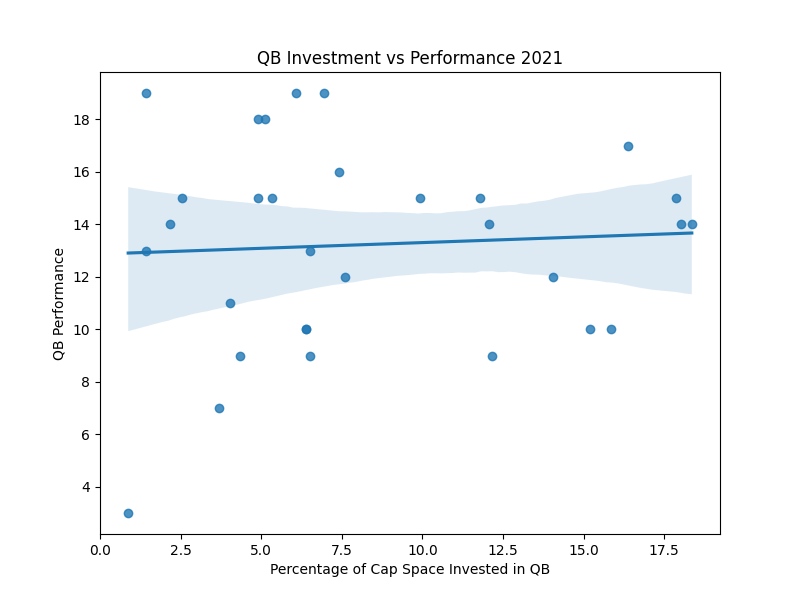 QB Investment vs Performance 2021
QB Performance
18
16
14
12
10
8
6
4
0.0 2.5 5.0 7.5 10.0 12.5 15.0 17.5
Percentage of Cap Space Invested in QB